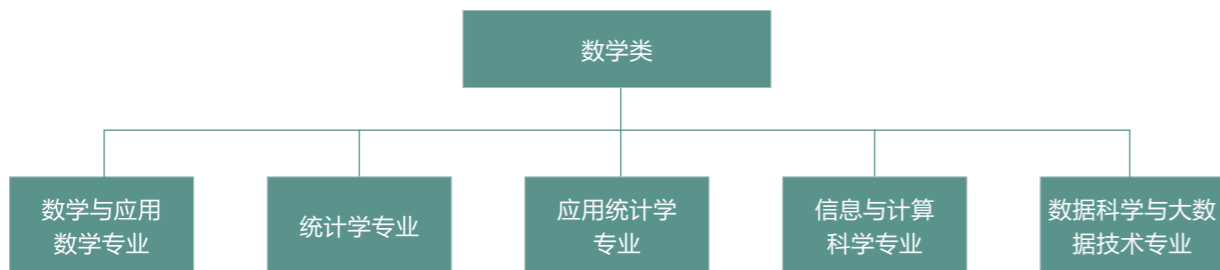 数学类
数学与应用
数学专业
统计学专业
应用统计学
专业
信息与计算
科学专业
数据科学与大数
据技术专业